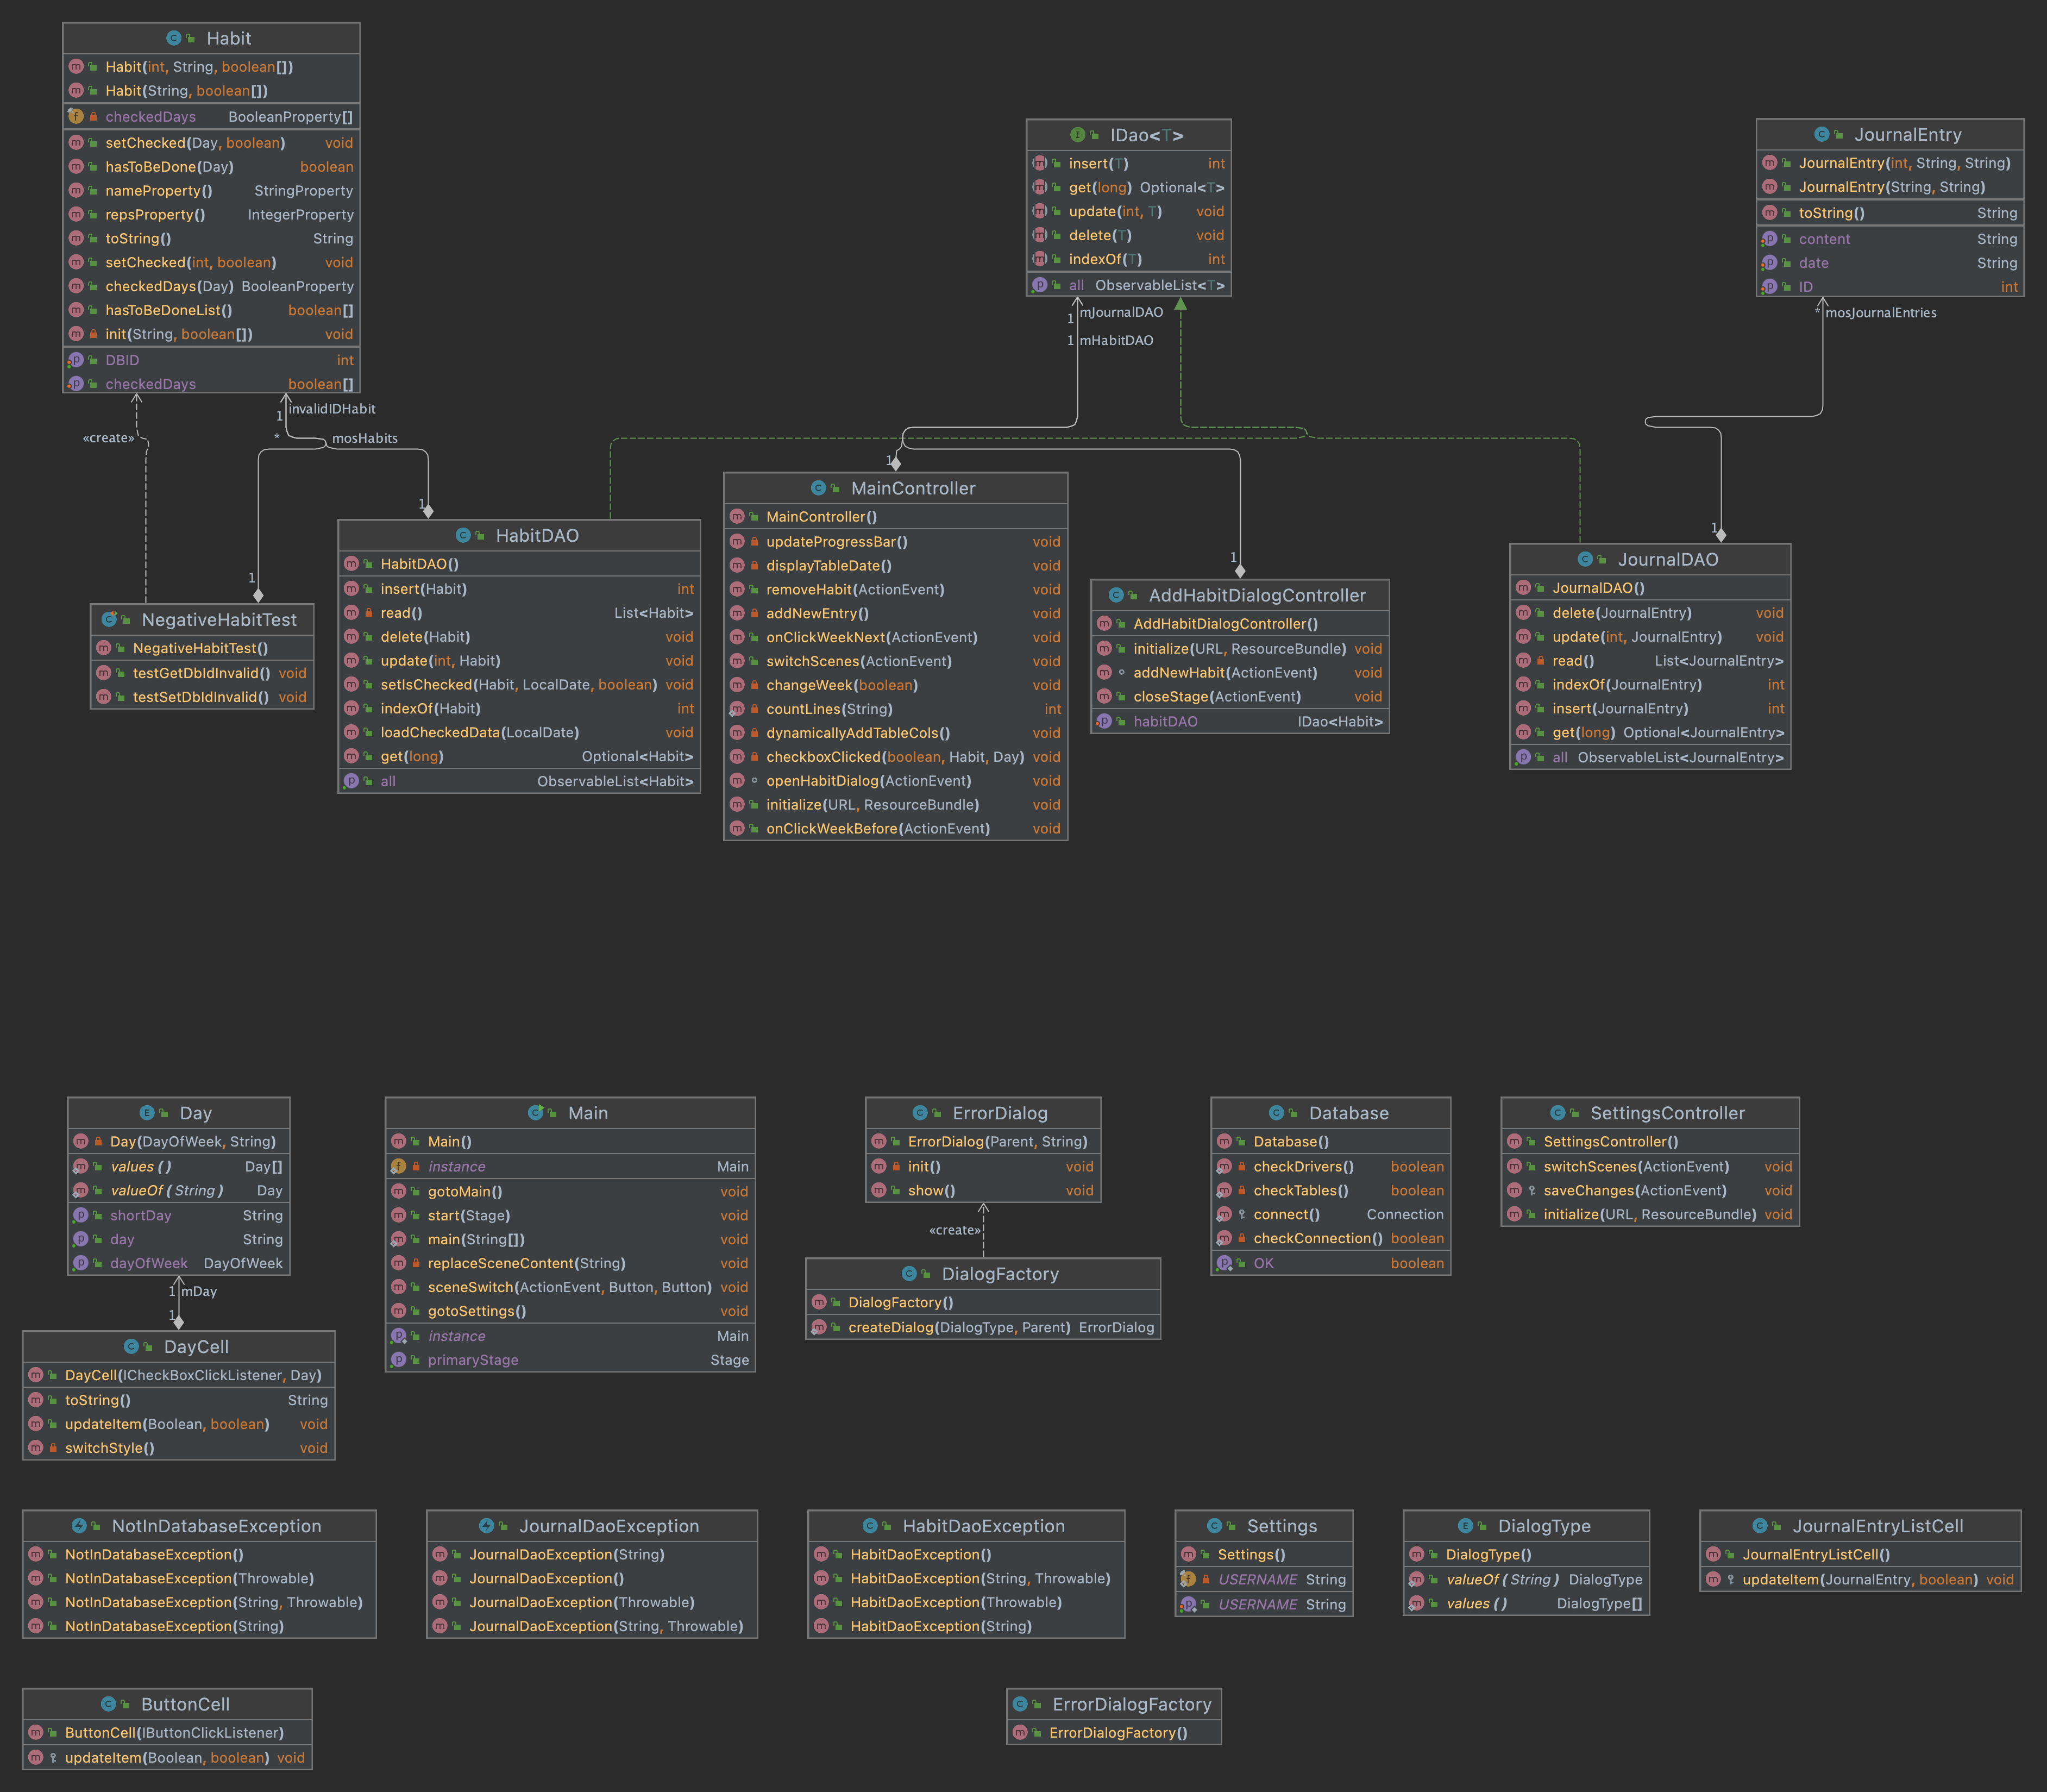 Habit
Habit(int, String, boolean[])
Habit(String, boolean[])
checkedDays BooleanProperty[]
setChecked(Day, boolean) void
hasToBeDone(Day) boolean
nameProperty() StringProperty
repsProperty() IntegerProperty
toString() String
setChecked(int, boolean) void
checkedDays(Day) BooleanProperty
hasToBeDoneList() boolean[]
init(String, boolean[]) void
DBID int
checkedDays boolean[]
IDao<T>
insert(T) int
get(long) Optional<T>
update(int, T) void
delete(T) void
indexOf(T) int
all ObservableList<T>
JournalEntry
JournalEntry(int, String, String)
JournalEntry(String, String)
toString() String
content String
date String
ID int
1 mJournalDAO
1 mHabitDAO
* mosJournalEntries
1 invalidIDHabit
«create»
* mosHabits
1
1
1
1
1
NegativeHabitTest
NegativeHabitTest()
testGetDbIdInvalid() void
testSetDbIdInvalid() void
HabitDAO
HabitDAO()
insert(Habit) int
read() List<Habit>
delete(Habit) void
update(int, Habit) void
setIsChecked(Habit, LocalDate, boolean) void
indexOf(Habit) int
loadCheckedData(LocalDate) void
get(long) Optional<Habit>
all ObservableList<Habit>
MainController
MainController()
updateProgressBar() void
displayTableDate() void
removeHabit(ActionEvent) void
addNewEntry() void
onClickWeekNext(ActionEvent) void
switchScenes(ActionEvent) void
changeWeek(boolean) void
countLines(String) int
dynamicallyAddTableCols() void
checkboxClicked(boolean, Habit, Day) void
openHabitDialog(ActionEvent) void
initialize(URL, ResourceBundle) void
onClickWeekBefore(ActionEvent) void
AddHabitDialogController
AddHabitDialogController()
initialize(URL, ResourceBundle) void
addNewHabit(ActionEvent) void
closeStage(ActionEvent) void
habitDAO IDao<Habit>
JournalDAO
JournalDAO()
delete(JournalEntry) void
update(int, JournalEntry) void
read() List<JournalEntry>
indexOf(JournalEntry) int
insert(JournalEntry) int
get(long) Optional<JournalEntry>
all ObservableList<JournalEntry>
Day
Day(DayOfWeek, String)
values() Day[]
valueOf(String) Day
shortDay String
day String
dayOfWeek DayOfWeek
1 mDay
1
DayCell
DayCell(ICheckBoxClickListener, Day)
toString() String
updateItem(Boolean, boolean) void
switchStyle() void
Main
Main()
instance Main
gotoMain() void
start(Stage) void
main(String[]) void
replaceSceneContent(String) void
sceneSwitch(ActionEvent, Button, Button) void
gotoSettings() void
instance Main
primaryStage Stage
ErrorDialog
ErrorDialog(Parent, String)
init() void
show() void
«create»
DialogFactory
DialogFactory()
createDialog(DialogType, Parent) ErrorDialog
Database
Database()
checkDrivers() boolean
checkTables() boolean
connect() Connection
checkConnection() boolean
OK boolean
SettingsController
SettingsController()
switchScenes(ActionEvent) void
saveChanges(ActionEvent) void
initialize(URL, ResourceBundle) void
NotInDatabaseException
NotInDatabaseException()
NotInDatabaseException(Throwable)
NotInDatabaseException(String, Throwable)
NotInDatabaseException(String)
JournalDaoException
JournalDaoException(String)
JournalDaoException()
JournalDaoException(Throwable)
JournalDaoException(String, Throwable)
HabitDaoException
HabitDaoException()
HabitDaoException(String, Throwable)
HabitDaoException(Throwable)
HabitDaoException(String)
Settings
Settings()
USERNAME String
USERNAME String
DialogType
DialogType()
valueOf(String) DialogType
values() DialogType[]
JournalEntryListCell
JournalEntryListCell()
updateItem(JournalEntry, boolean) void
ButtonCell
ButtonCell(IButtonClickListener)
updateItem(Boolean, boolean) void
ErrorDialogFactory
ErrorDialogFactory()